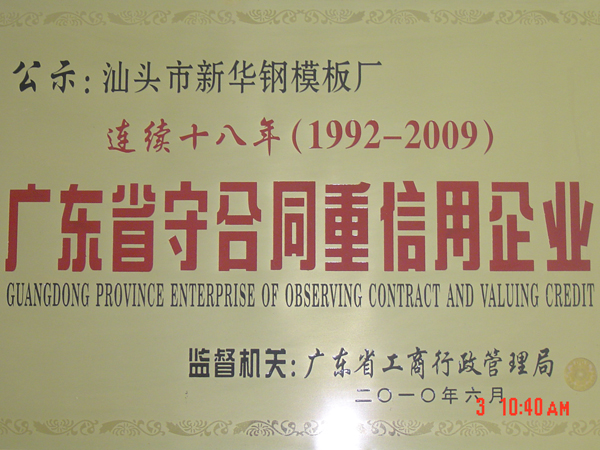 公示:汕头市新华钢模板厂
连续十八年(1992-2009)
广东省守合同重信用企业
GUANGDONG PROVINCE ENTERPRISE OF OBSERVING CONTRACT AND VALUING CREDIT
监督机关:广东省工商行政管理局
二〇一〇年六月
3 10:40 AM